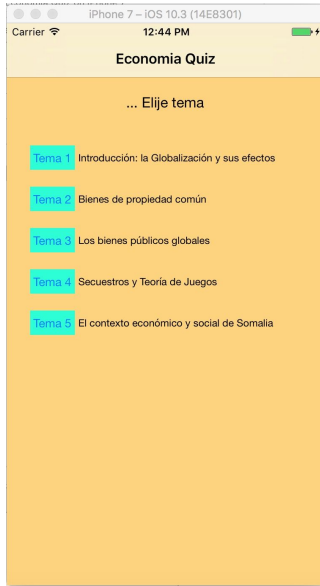 iPhone 7 – iOS 10.3 (14E8301)
Carrier 12:44 PM
Economia Quiz
... Elije tema
Tema 1 Introducción: la Globalización y sus efectos
Tema 2 Bienes de propiedad común
Tema 3 Los bienes públicos globales
Tema 4 Secuestros y Teoría de Juegos
Tema 5 El contexto económico y social de Somalia